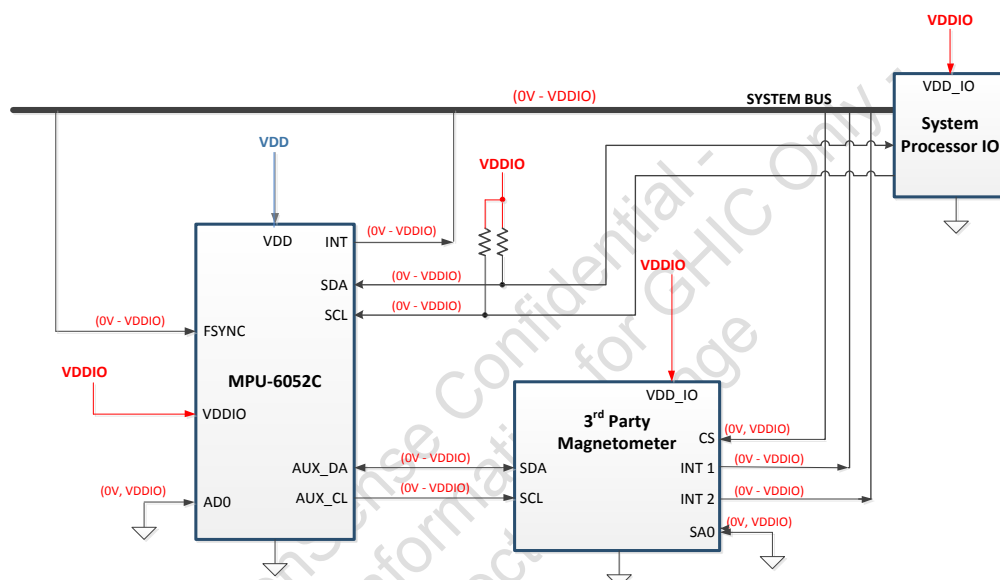 VDDIO
VDD_IO
System
Processor IO
(0V - VDDIO)
SYSTEM BUS
VDD
VDDIO
VDD
INT
(0V - VDDIO)
SDA
(0V - VDDIO)
SCL
(0V - VDDIO)
VDDIO
(0V - VDDIO)
FSYNC
MPU-6052C
VDDIO
VDDIO
VDD_IO
3rd Party
Magnetometer
CS
(0V, VDDIO)
AUX_DA
(0V - VDDIO)
SDA
INT 1
(0V - VDDIO)
(0V, VDDIO)
AD0
AUX_CL
(0V - VDDIO)
SCL
INT 2
(0V - VDDIO)
SA0
(0V, VDDIO)
Confidential -
for GHIC Only -